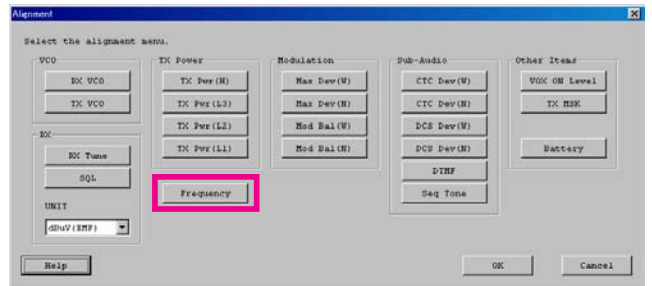 Alignment
Select the alignment menu.
VCO
RX VCO
TX VCO
RX
RX Tune
SQL
UNIT
dBuV(EMF)
TX Power
TX Pwr(H)
TX Pwr(L3)
TX Pwr(L2)
TX Pwr(L1)
Frequency
Modulation
Max Dev(W)
Max Dev(N)
Mod Bal(W)
Mod Bal(N)
Sub-Audio
CTC Dev(W)
CTC Dev(N)
DCS Dev(W)
DCS Dev(N)
DTMF
Seq Tone
Other Items
VOX ON Level
TX MSK
Battery
Help
OK
Cancel